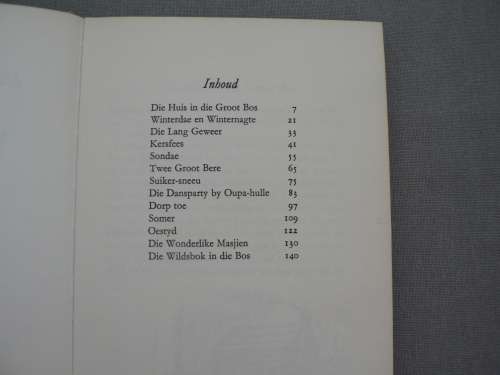 Inhoud
Die Huis in die Groot Bos 7
Winterdae en Winternagte 21
Die Lang Geweer 33
Kersfees 41
Sondae 55
Twee Groot Bere 65
Suiker-sneeu 75
Die Dansparty by Oupa-hulle 83
Dorp toe 97
Somer 109
Oestyd 122
Die Wonderlike Masjien 130
Die Wildsbok in die Bos 140